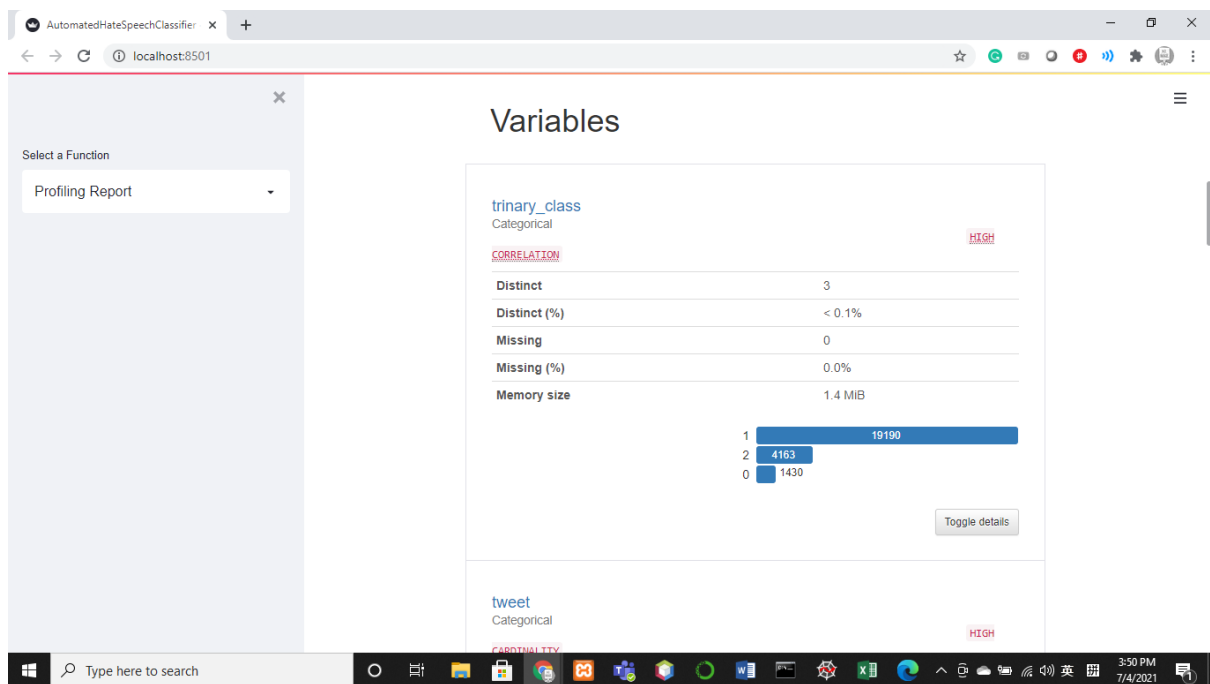 AutomatedHateSpeechClassifier
localhost:8501
Select a Function
Profiling Report
Variables
trinary_class
Categorical
HIGH
CORRELATION
Distinct 3
Distinct (%) < 0.1%
Missing 0
Missing (%) 0.0%
Memory size 1.4 MiB
1 19190
2 4163
0 1430
Toggle details
tweet
Categorical
HIGH
CARDINALITY
Type here to search
英
3:50 PM
7/4/2021